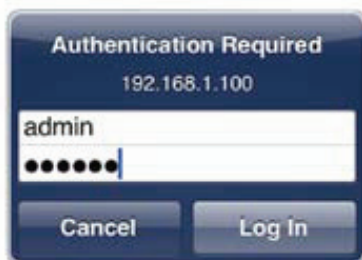 Authentication Required
192.168.1.100
admin
●●●●●●
Cancel
Log In